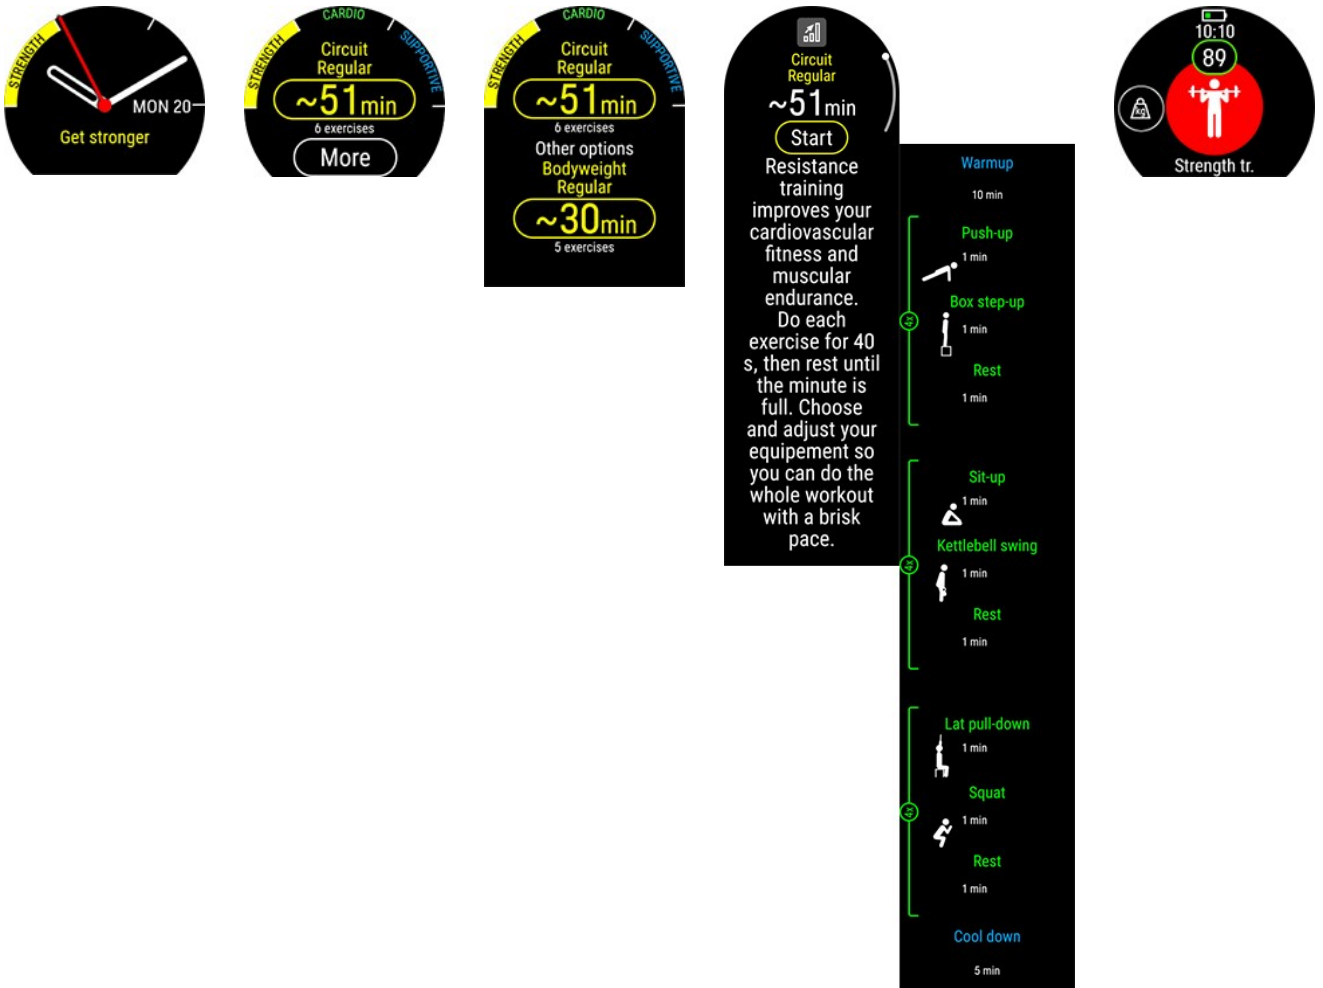 STRENGTH
MON 20
Get stronger
CARDIO
STRENGTH
SUPPORTIVE
Circuit
Regular
~51min
6 exercises
More
CARDIO
STRENGTH
SUPPORTIVE
Circuit
Regular
~51min
6 exercises
Other options
Bodyweight
Regular
~30min
5 exercises
Circuit
Regular
~51min
Start
Resistance
training
improves your
cardiovascular
fitness and
muscular
endurance.
Do each
exercise for 40
s, then rest until
the minute is
full. Choose
and adjust your
equipement so
you can do the
whole workout
with a brisk
pace.
Warmup
10 min
Push-up
1 min
Box step-up
4x
1 min
Rest
1 min
Sit-up
1 min
Kettlebell swing
4x
1 min
Rest
1 min
Lat pull-down
1 min
Squat
4x
1 min
Rest
1 min
Cool down
5 min
10:10
89
kg
Strength tr.